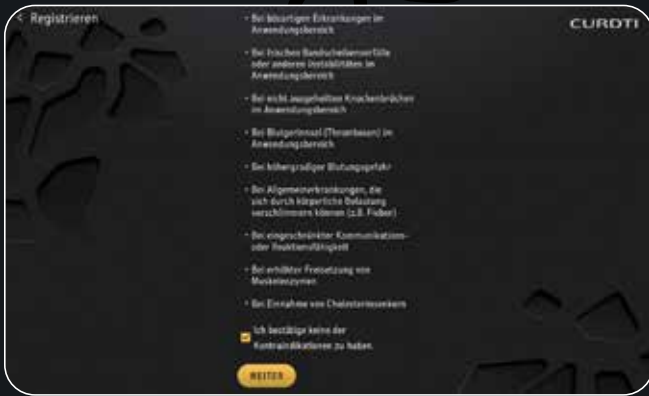 < Registrieren
CURDTI
• Bei bösartigen Erkrankungen im
Anwendungsbereich
• Bei frischen Bandscheibenvorfälle
oder anderen Instabilitäten im
Anwendungsbereich
• Bei nicht ausgeheilten Knochenbrüchen
im Anwendungsbereich
• Bei Blutgerinnsel (Thrombosen) im
Anwendungsbereich
• Bei höhergradiger Blutungsgefahr
• Bei Allgemeinerkrankungen, die
sich durch körperliche Belastung
verschlimmern können (z.B. Fieber)
• Bei eingeschränkter Kommunikations-
oder Reaktionsfähigkeit
• Bei erhöhter Freisetzung von
Muskelenzymen
• Bei Einnahme von Cholesterinsenkern
Ich bestätige keine der
Kontraindikationen zu haben.
WEITER